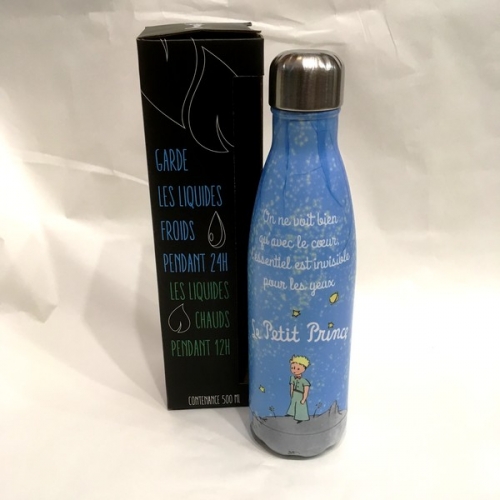 GARDE
LES LIQUIDES
FROIDS
PENDANT 24H
LES LIQUIDES
CHAUDS
PENDANT 12H
CONTENANCE 500 Ml
On ne voit bien
qu'avec le cœur.
L'essentiel est invisible
pour les yeux
Le Petit Prince